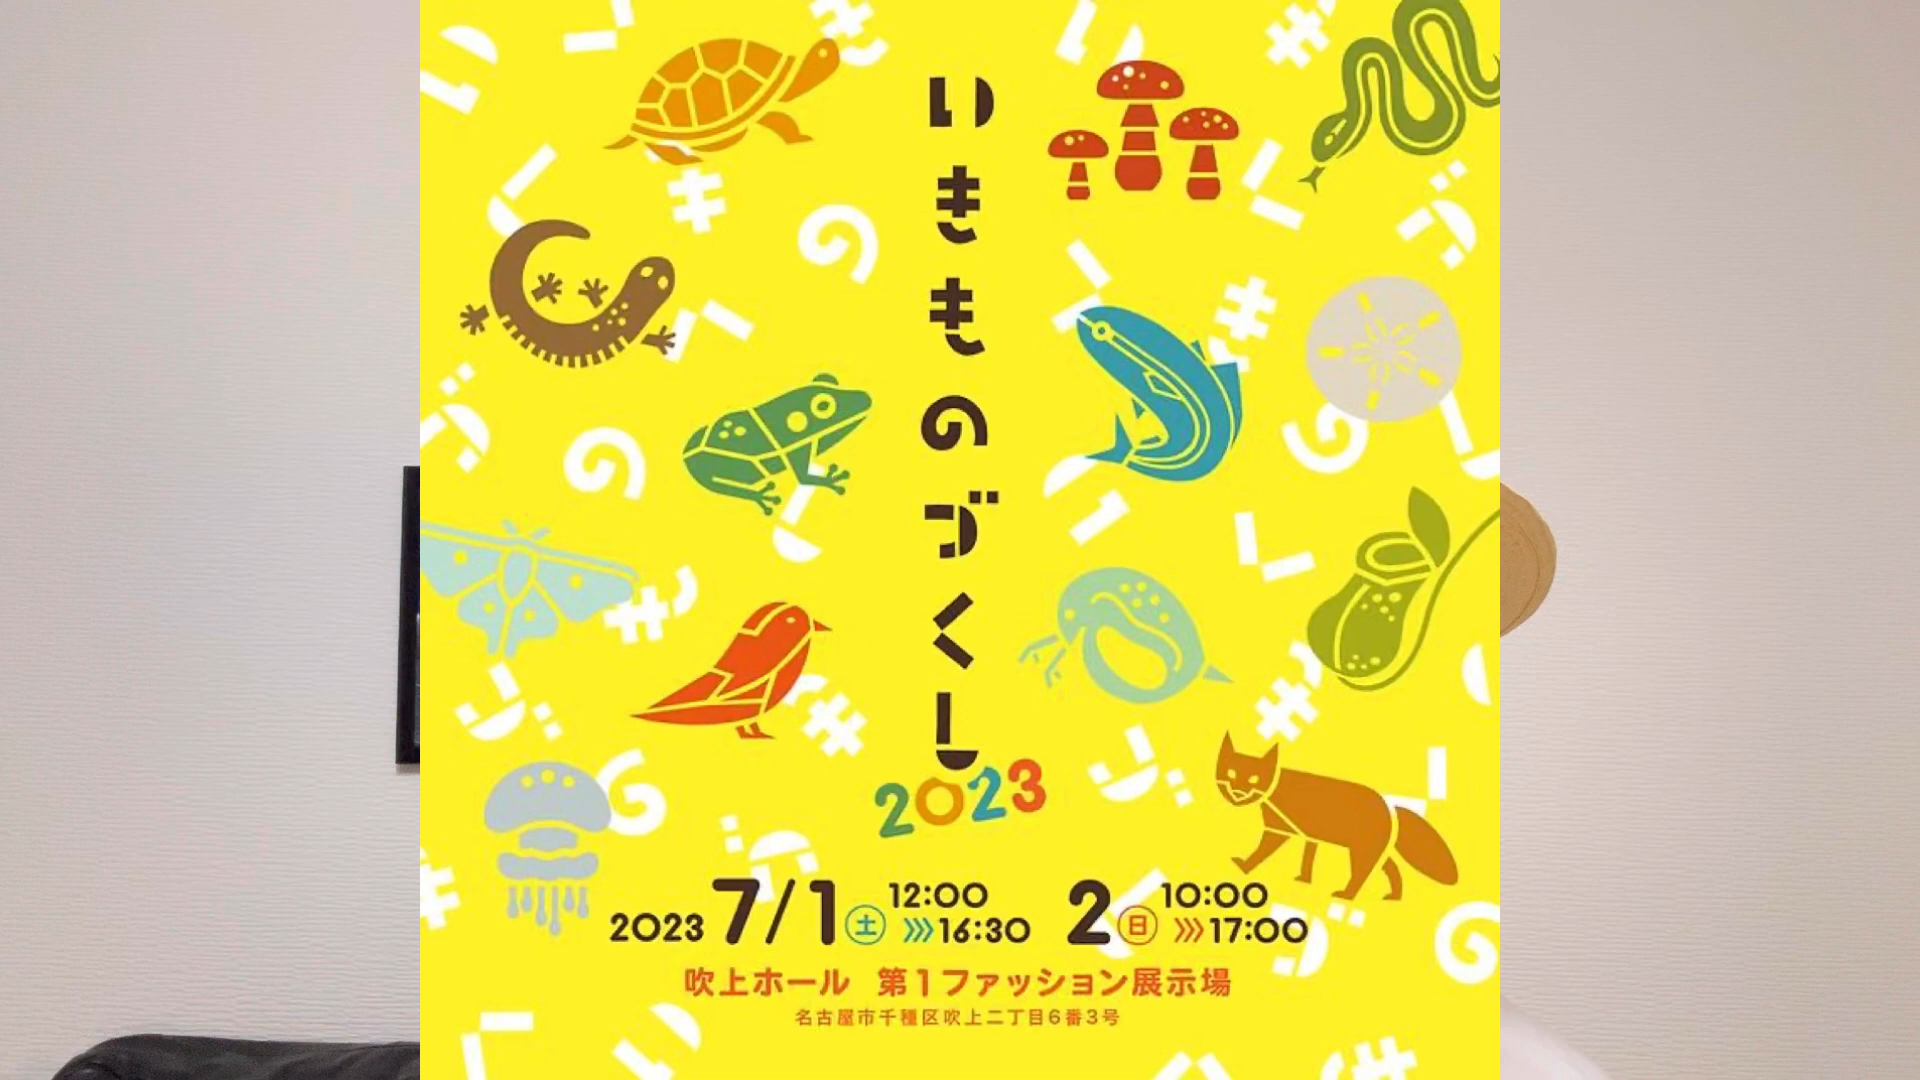 いきものづくし
2023
2023 7/1 土 12:00 >>> 16:30 2 日 10:00 >>> 17:00
吹上ホール 第1ファッション展示場
名古屋市千種区吹上二丁目6番3号